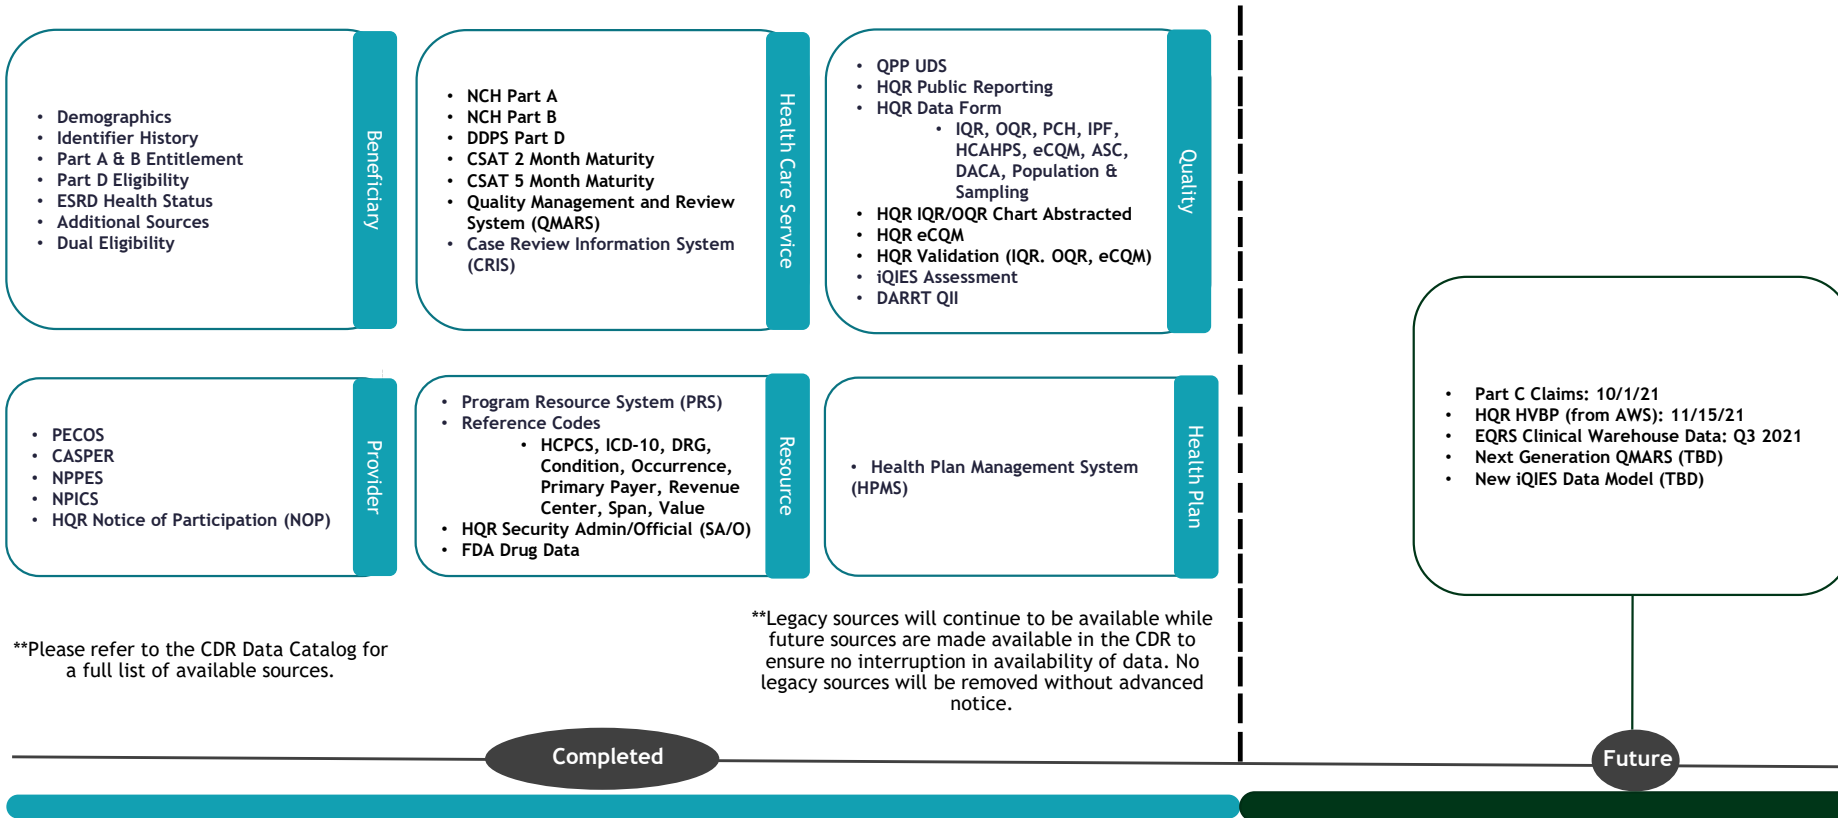 • Demographics
• Identifier History
• Part A & B Entitlement
• Part D Eligibility
• ESRD Health Status
• Additional Sources
• Dual Eligibility
Beneficiary
• NCH Part A
• NCH Part B
• DDPS Part D
• CSAT 2 Month Maturity
• CSAT 5 Month Maturity
• Quality Management and Review
System (QMARS)
• Case Review Information System
(CRIS)
Health Care Service
• QPP UDS
• HQR Public Reporting
• HQR Data Form
• IQR, OQR, PCH, IPF,
HCAHPS, eCQM, ASC,
DACA, Population &
Sampling
• HQR IQR/OQR Chart Abstracted
• HQR eCQM
• HQR Validation (IQR. OQR, eCQM)
• iQIES Assessment
• DARRT QII
Quality
• PECOS
• CASPER
• NPPES
• NPICS
• HQR Notice of Participation (NOP)
Provider
• Program Resource System (PRS)
• Reference Codes
• HCPCS, ICD-10, DRG,
Condition, Occurrence,
Primary Payer, Revenue
Center, Span, Value
• HQR Security Admin/Official (SA/O)
• FDA Drug Data
Resource
• Health Plan Management System
(HPMS)
Health Plan
• Part C Claims: 10/1/21
• HQR HVBP (from AWS): 11/15/21
• EQRS Clinical Warehouse Data: Q3 2021
• Next Generation QMARS (TBD)
• New iQIES Data Model (TBD)
**Please refer to the CDR Data Catalog for
a full list of available sources.
**Legacy sources will continue to be available while
future sources are made available in the CDR to
ensure no interruption in availability of data. No
legacy sources will be removed without advanced
notice.
Completed
Future